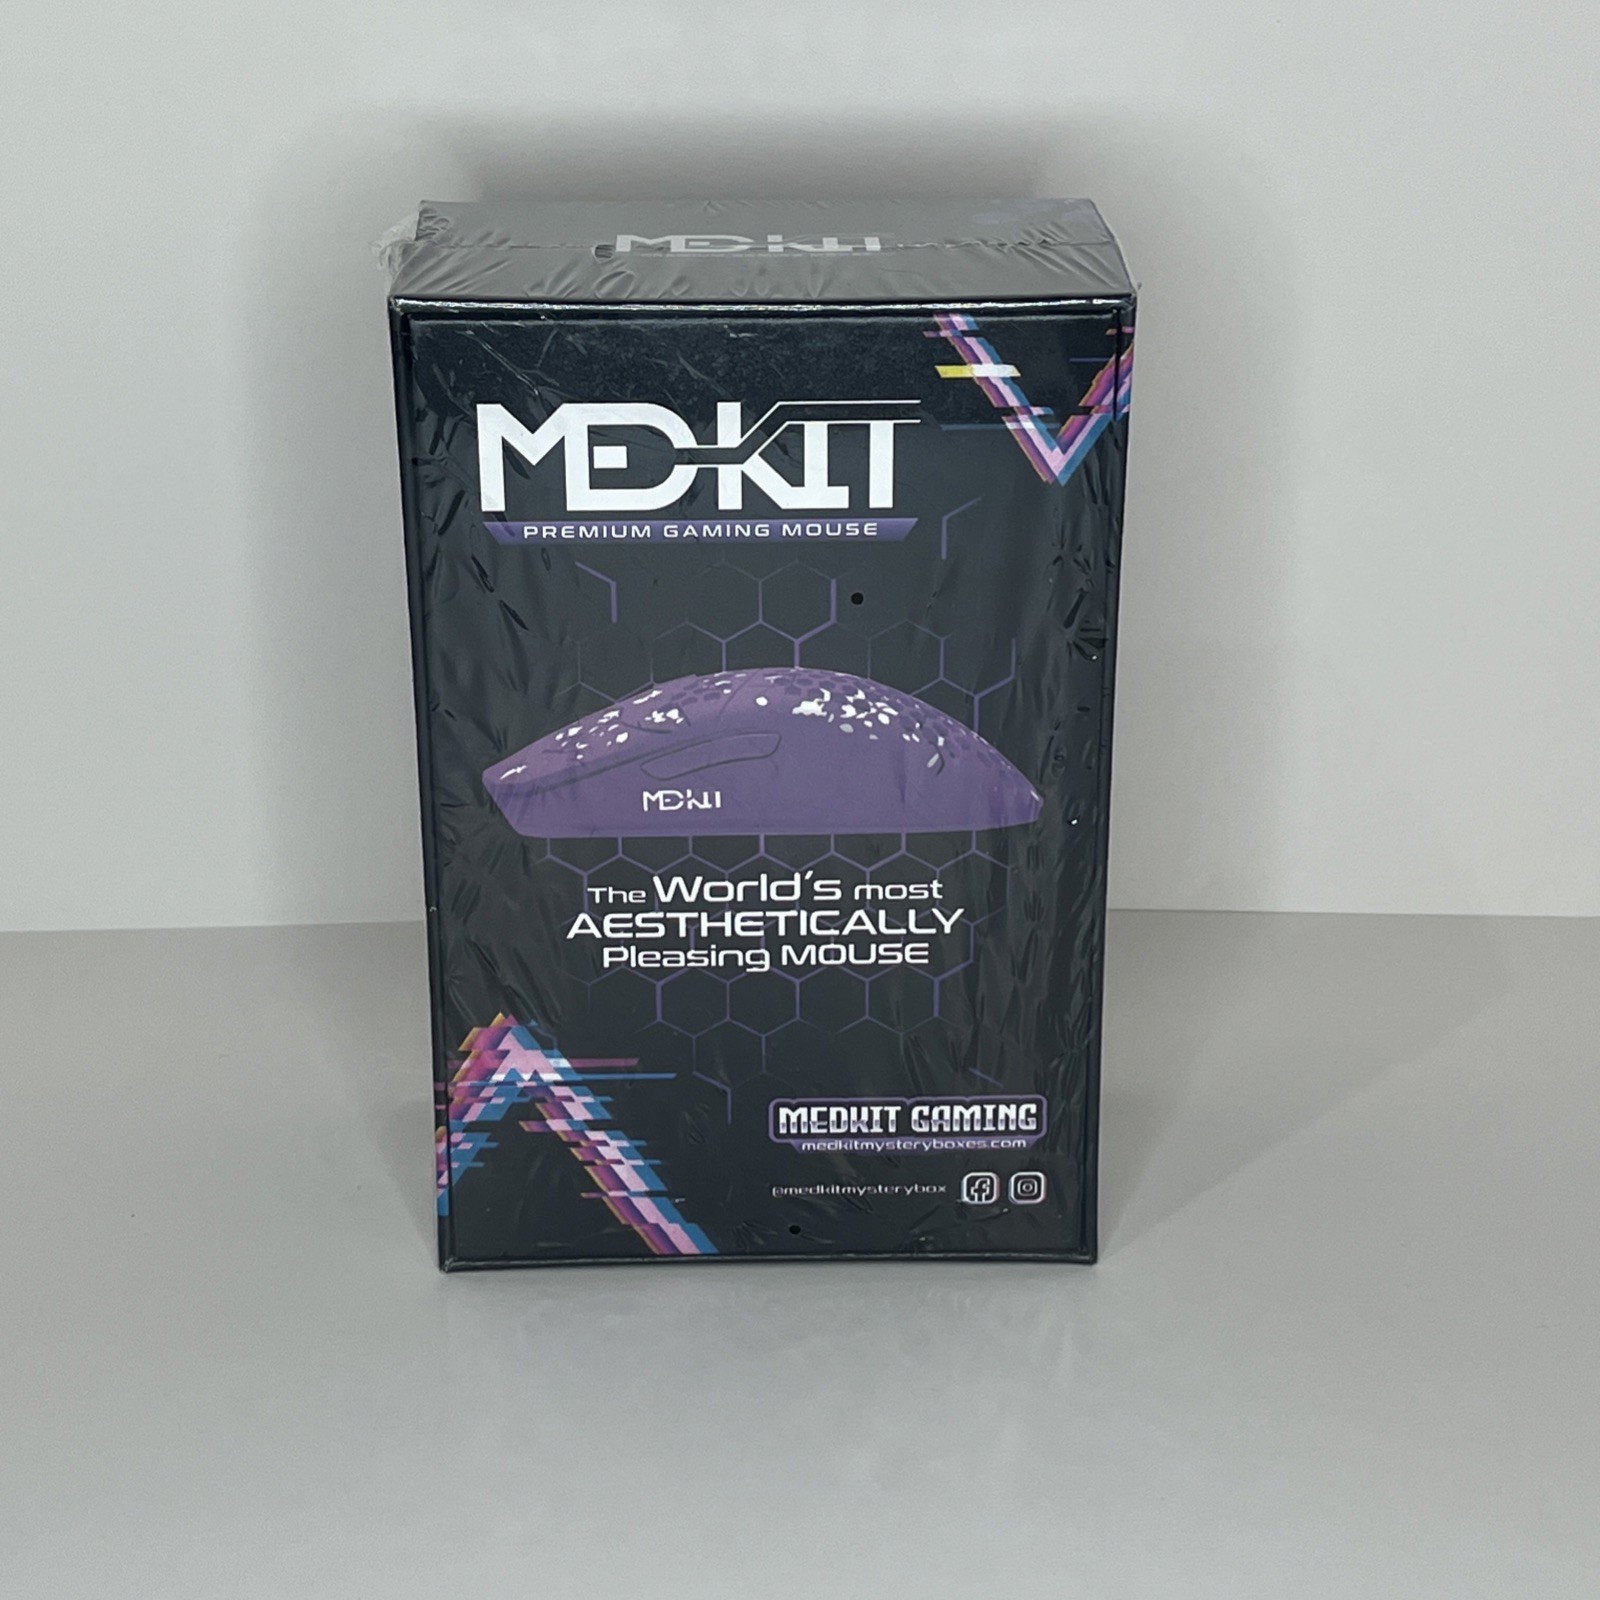 MEDKIT
MEDKIT
PREMIUM GAMING MOUSE
MEDKIT
The World's most
AESTHETICALLY
Pleasing MOUSE
MEDKIT GAMING
medkitmysteryboxes.com
@medkitmysterybox